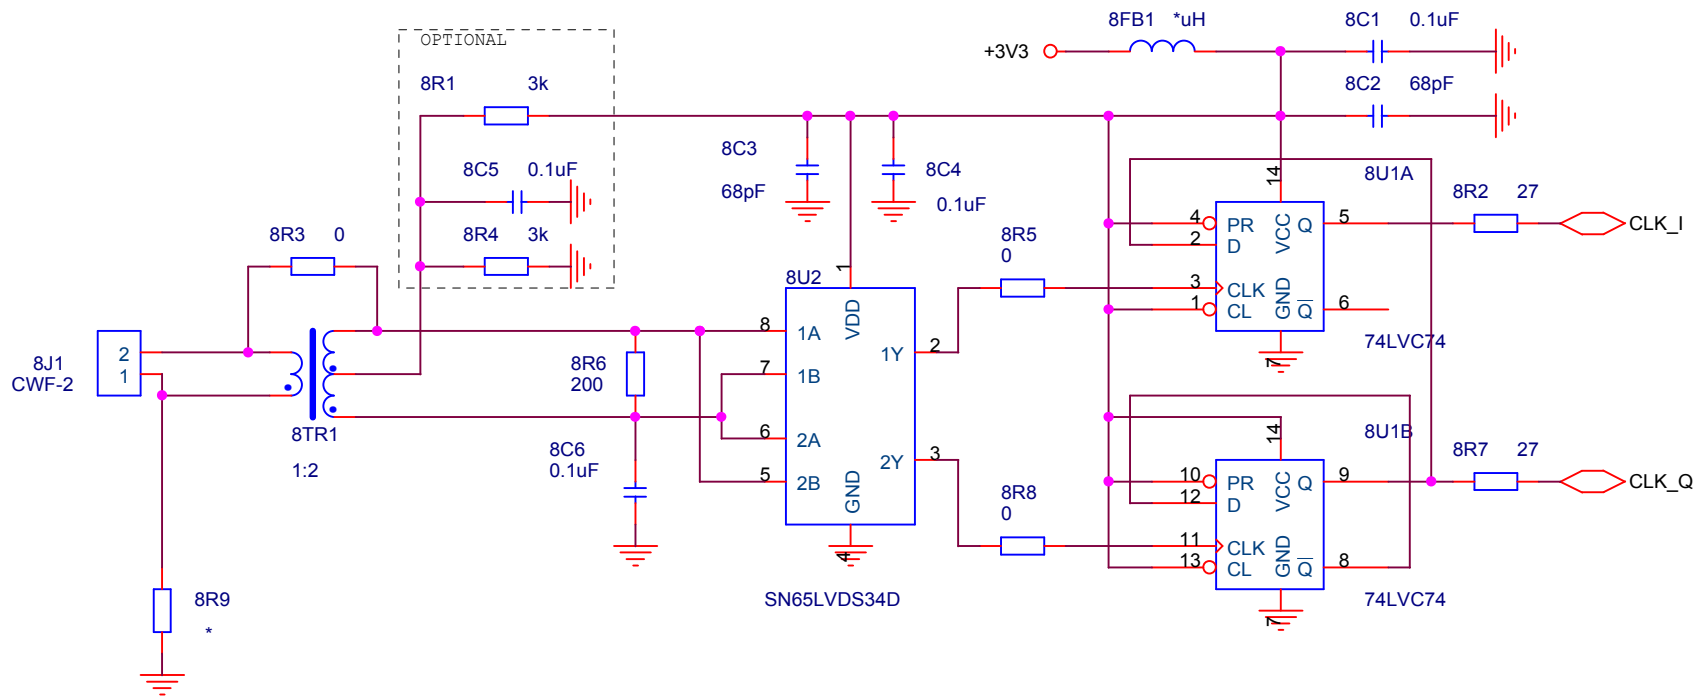 8FB1 *uH
8C1 0.1uF
OPTIONAL
+3V3
8R1 3k
8C2 68pF
8C3
68pF
8C5 0.1uF
8C4
0.1uF
14
8U1A
8R2 27
8R3 0
8R4 3k
8R5
0
4 PR VCC Q 5
2 D
CLK_I
8U2
1
3 CLK GND Q 6
1 CL
7
74LVC74
8J1
CWF-2
2
1
8TR1
1:2
8R6
200
8 1A VDD
1Y 2
7 1B
6 2A
2Y 3
5 2B GND
4
SN65LVDS34D
8C6
0.1uF
14
8U1B
8R7 27
8R8
0
10 PR VCC Q 9
12 D
CLK_Q
11 CLK GND Q 8
13 CL
7
74LVC74
8R9
*